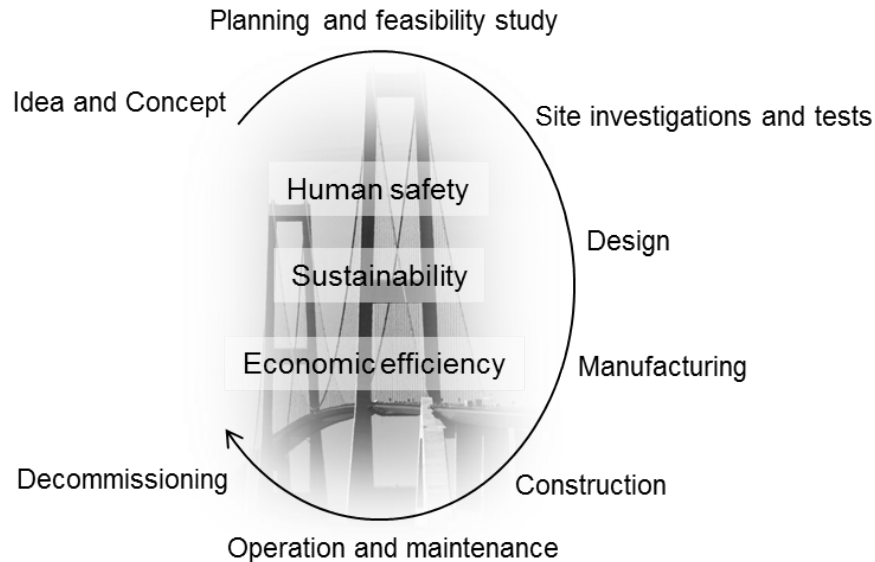 Planning and feasibility study
Idea and Concept
Site investigations and tests
Human safety
Design
Sustainability
Economic efficiency
Manufacturing
Decommissioning
Construction
Operation and maintenance